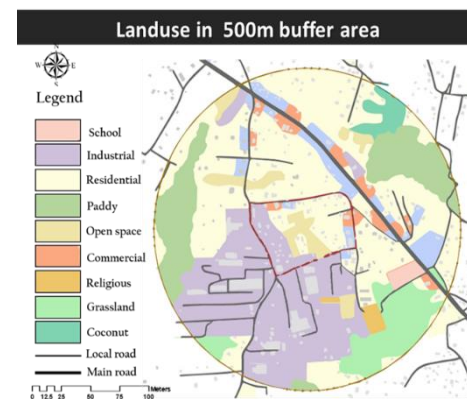 Landuse in 500m buffer area
N
W E
S
Legend
School
Industrial
Residential
Paddy
Open space
Commercial
Religious
Grassland
Coconut
Local road
Main road
Meters
0 12.5 25 50 75 100